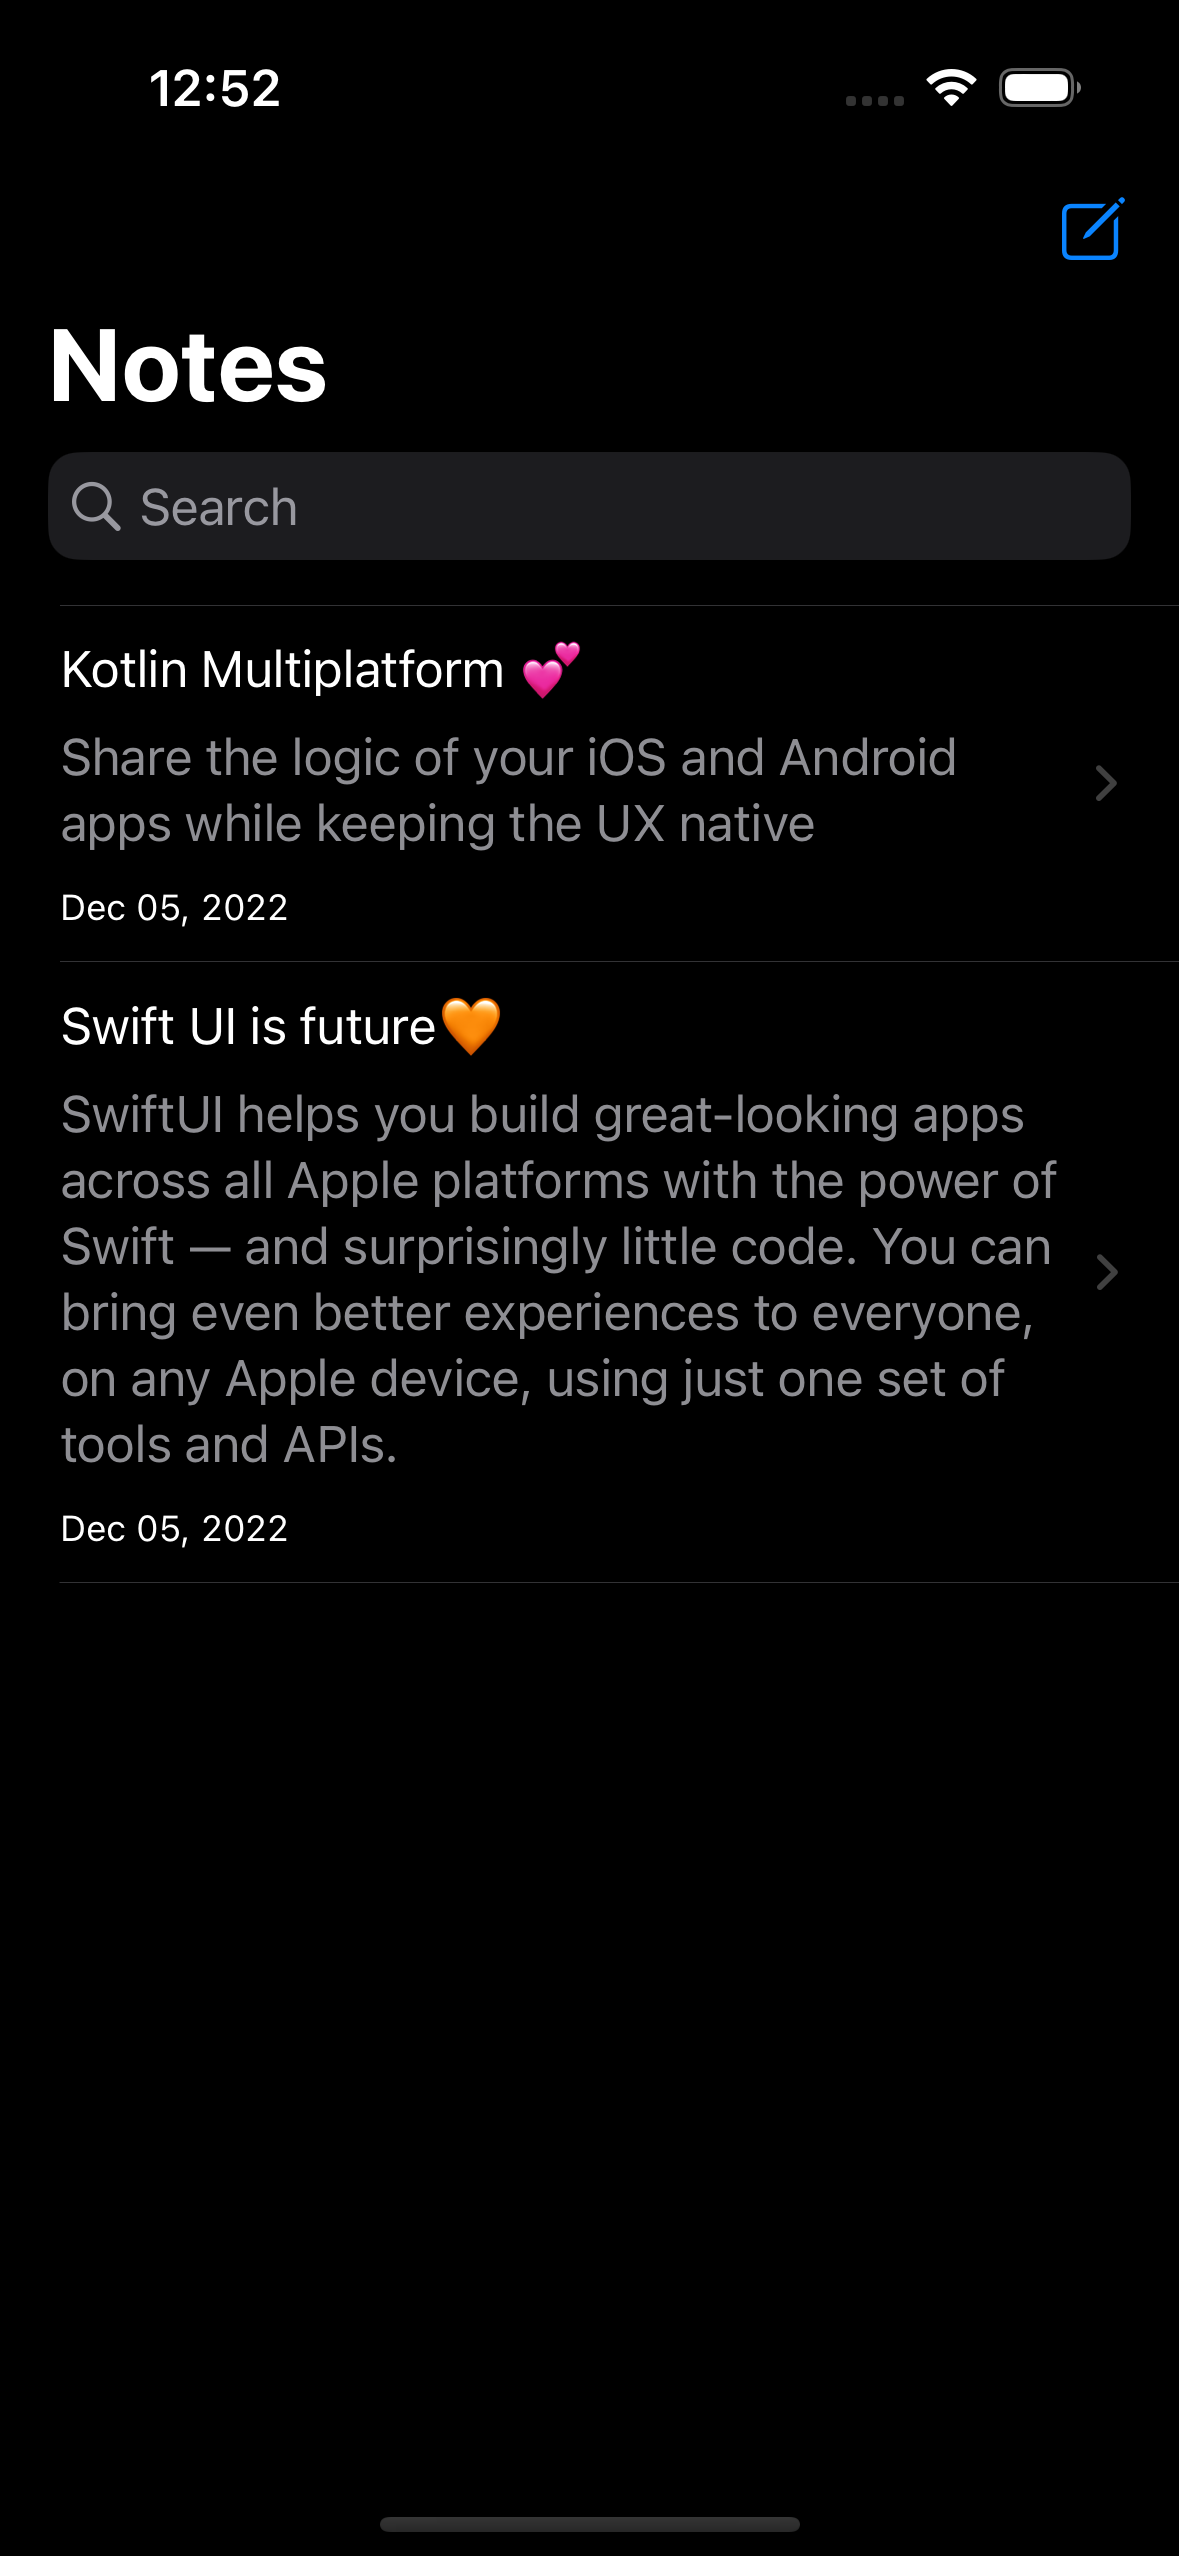 12:52
Notes
Search
Kotlin Multiplatform 💕
Share the logic of your iOS and Android
apps while keeping the UX native
Dec 05, 2022
Swift UI is future🧡
SwiftUI helps you build great-looking apps
across all Apple platforms with the power of
Swift — and surprisingly little code. You can
bring even better experiences to everyone,
on any Apple device, using just one set of
tools and APIs.
Dec 05, 2022